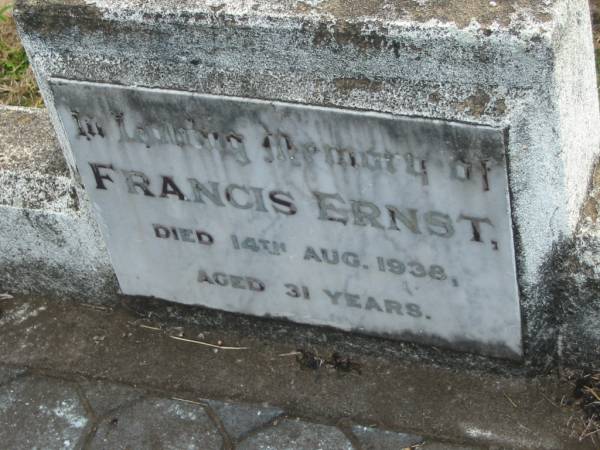 In Loving Memory of
FRANCIS ERNST,
DIED 14TH AUG. 1938,
AGED 31 YEARS.